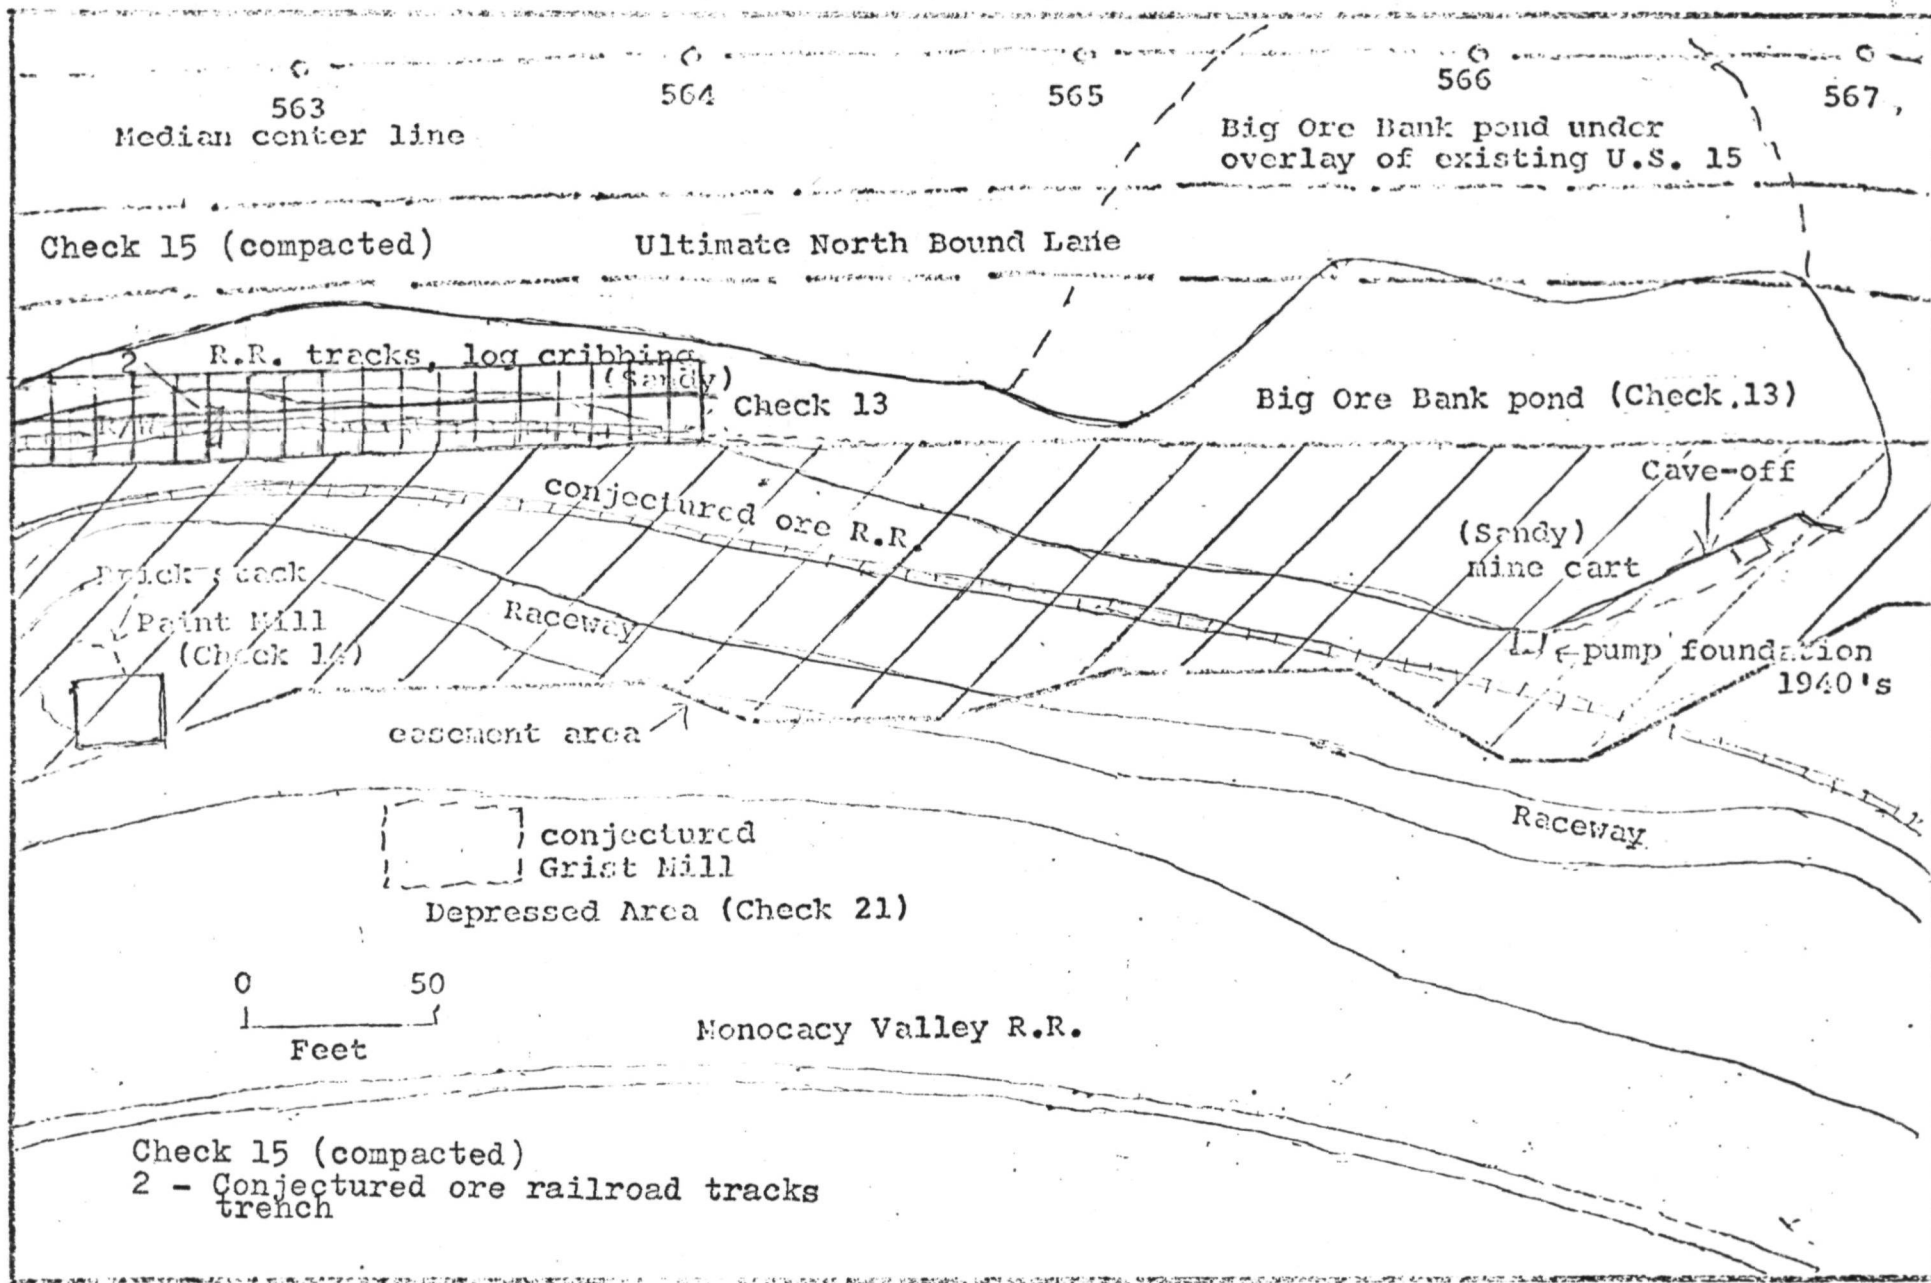 563
564
565
566
567
Median center line
Big Ore Bank pond under
overlay of existing U.S. 15
Check 15 (compacted)
Ultimate North Bound Lane
2
R.R. tracks, log cribbing
(Sandy)
Check 13
Big Ore Bank pond (Check 13)
R/W
Cave-off
conjectured ore R.R.
(Sandy)
mine cart
Brick stack
Paint Mill
(Check 14)
Raceway
pump foundation
1940's
easement area
Raceway
conjectured
Grist Mill
Depressed Area (Check 21)
0 50
Feet
Monocacy Valley R.R.
Check 15 (compacted)
2 - Conjectured ore railroad tracks
trench